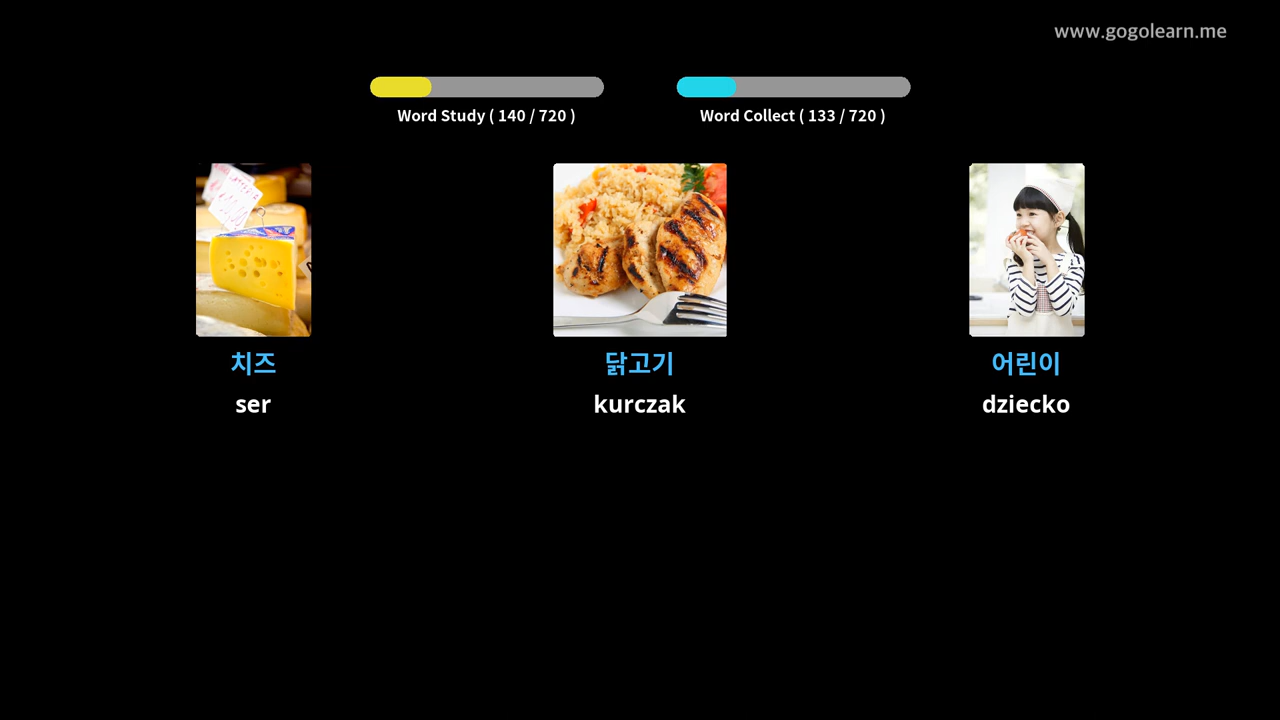 www.gogolearn.me
Word Study ( 140 / 720 )
Word Collect ( 133 / 720 )
치즈
닭고기
어린이
ser
kurczak
dziecko